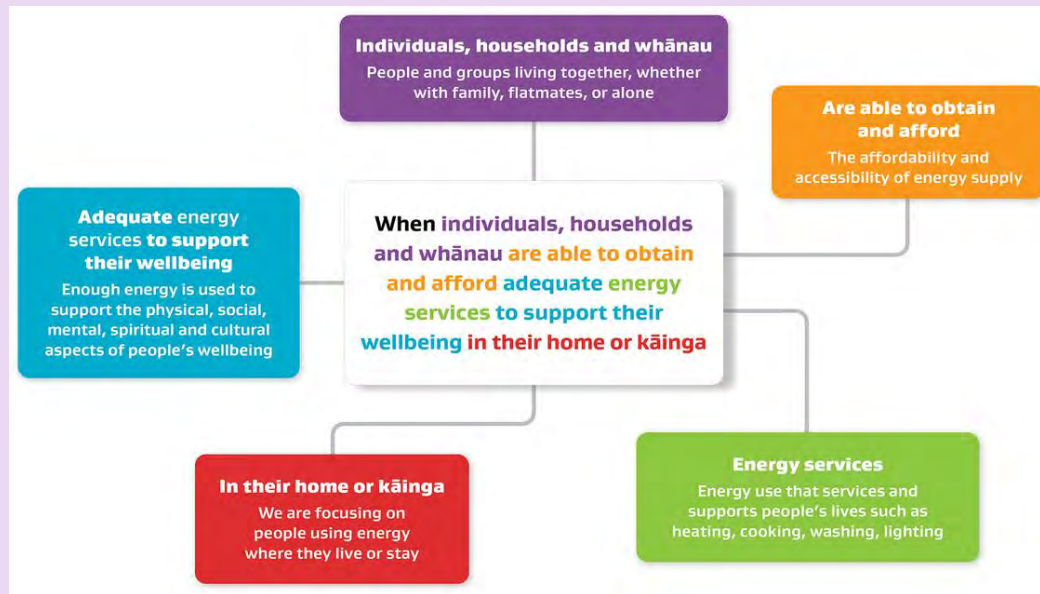 Individuals, households and whānau
People and groups living together, whether
with family, flatmates, or alone
Are able to obtain
and afford
The affordability and
accessibility of energy supply
Adequate energy
services to support
their wellbeing
Enough energy is used to
support the physical, social,
mental, spiritual and cultural
aspects of people’s wellbeing
When individuals, households
and whānau are able to obtain
and afford adequate energy
services to support their
wellbeing in their home or kāinga
In their home or kāinga
We are focusing on
people using energy
where they live or stay
Energy services
Energy use that services and
supports people’s lives such as
heating, cooking, washing, lighting